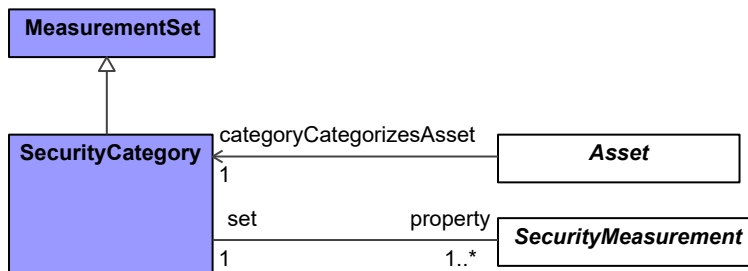 MeasurementSet
SecurityCategory
categoryCategorizesAsset
1
Asset
set
property
1
1..*
SecurityMeasurement